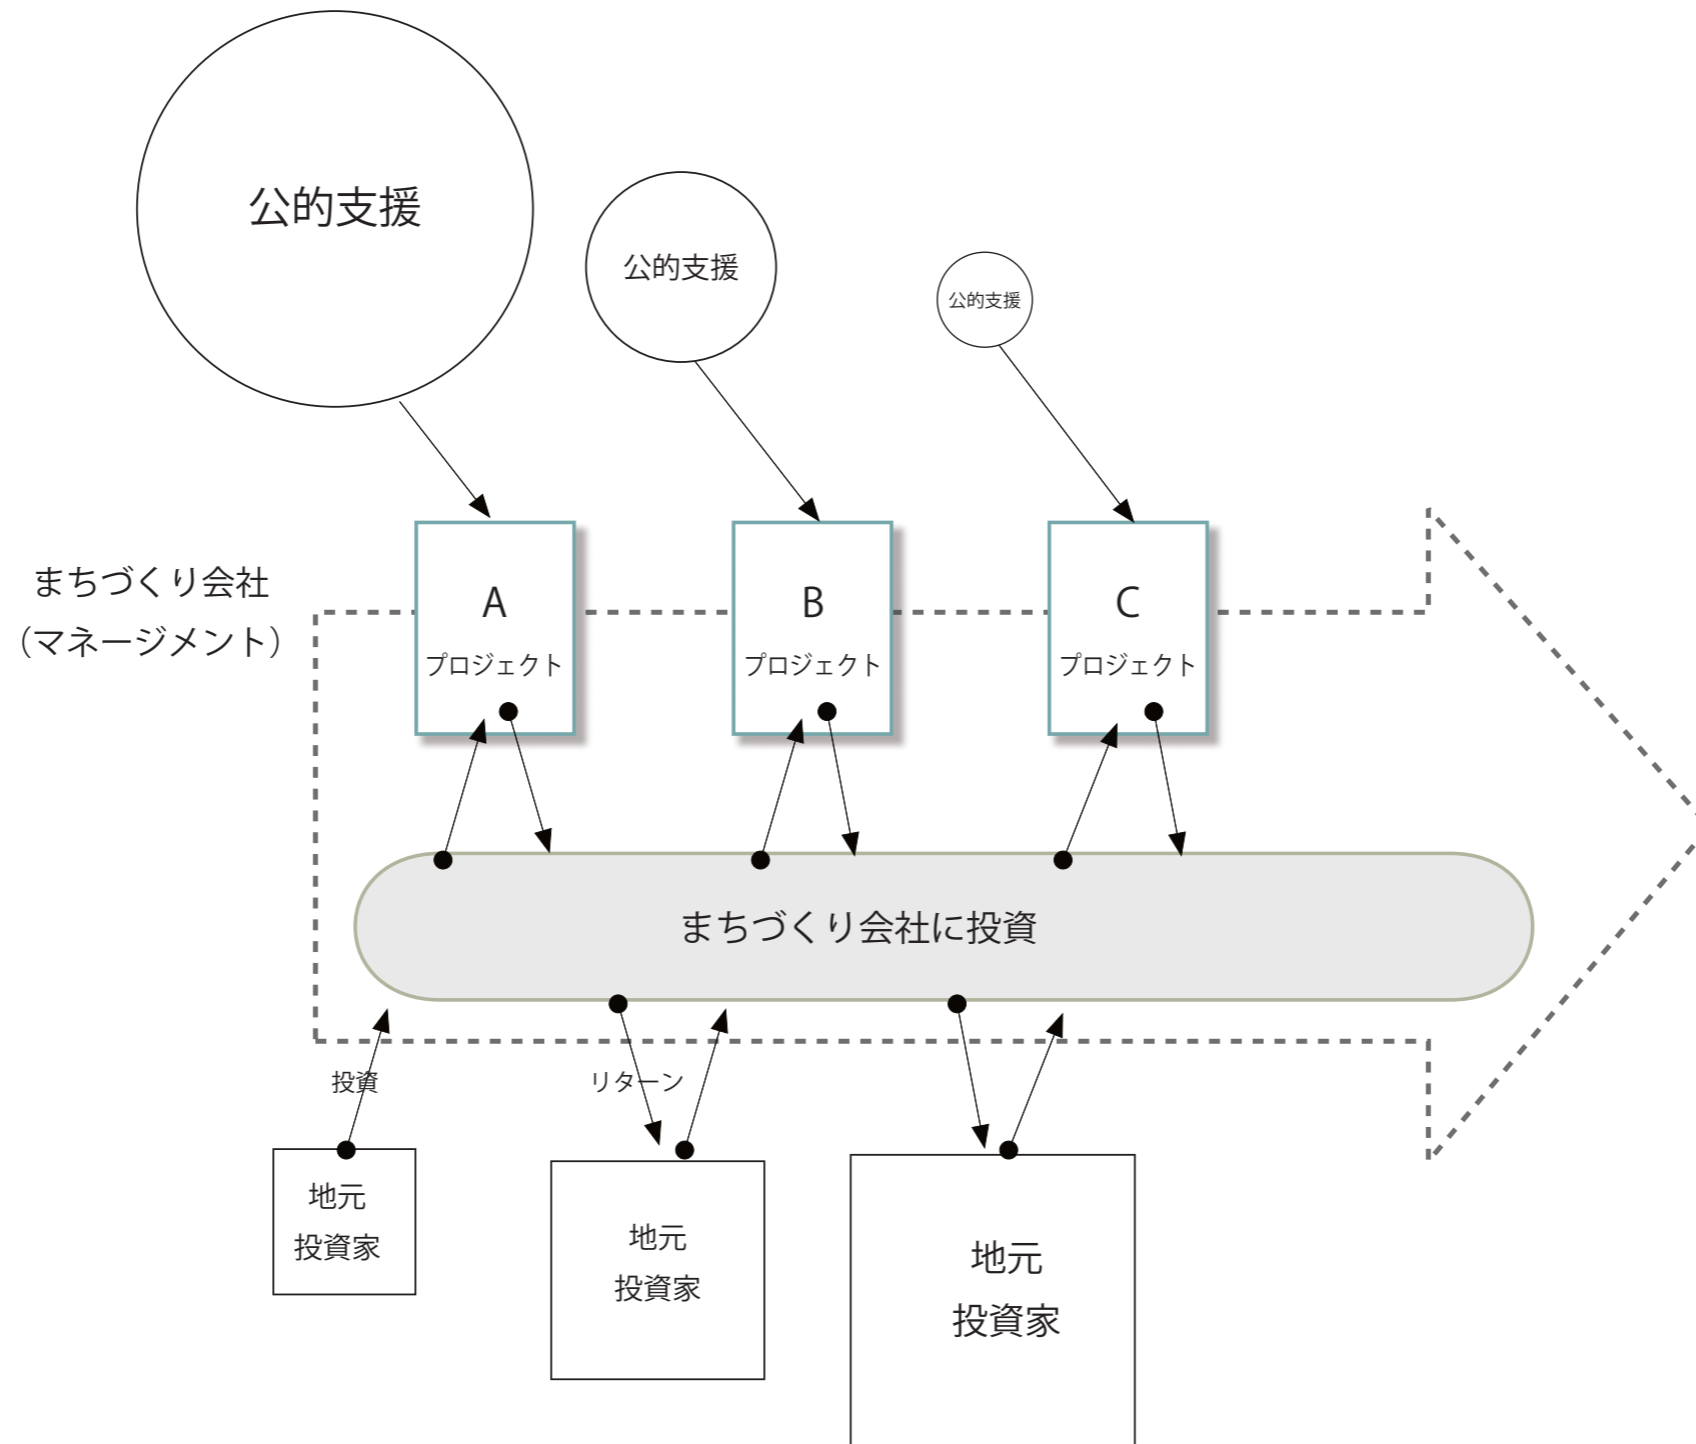 公的支援
公的支援
公的支援
まちづくり会社
（マネージメント）
A
プロジェクト
B
プロジェクト
C
プロジェクト
まちづくり会社に投資
投資
リターン
地元
投資家
地元
投資家
地元
投資家